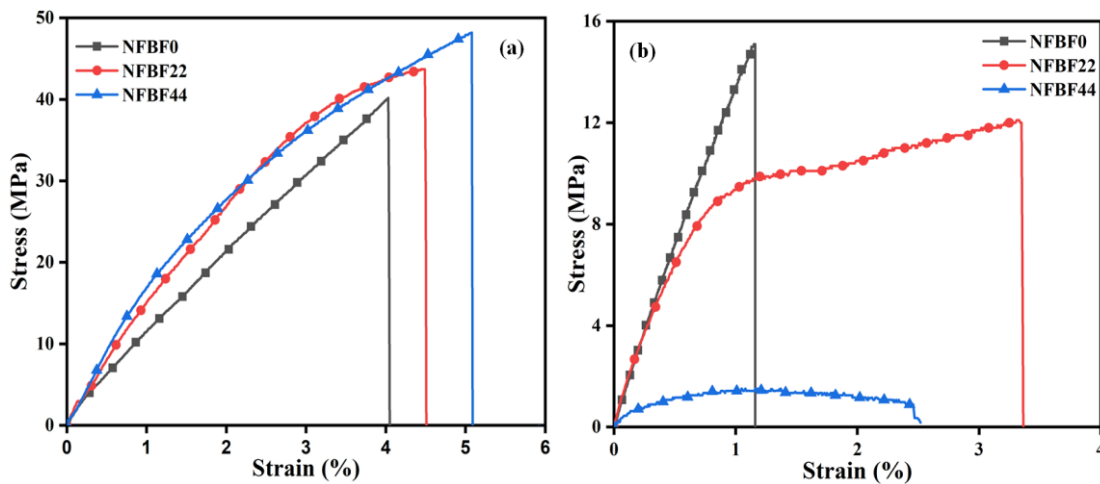 50
40
30
20
10
0
Stress (MPa)
NFBF0
NFBF22
NFBF44
(a)
0 1 2 3 4 5 6
Strain (%)
16
12
8
4
0
Stress (MPa)
(b)
NFBF0
NFBF22
NFBF44
0 1 2 3 4
Strain (%)